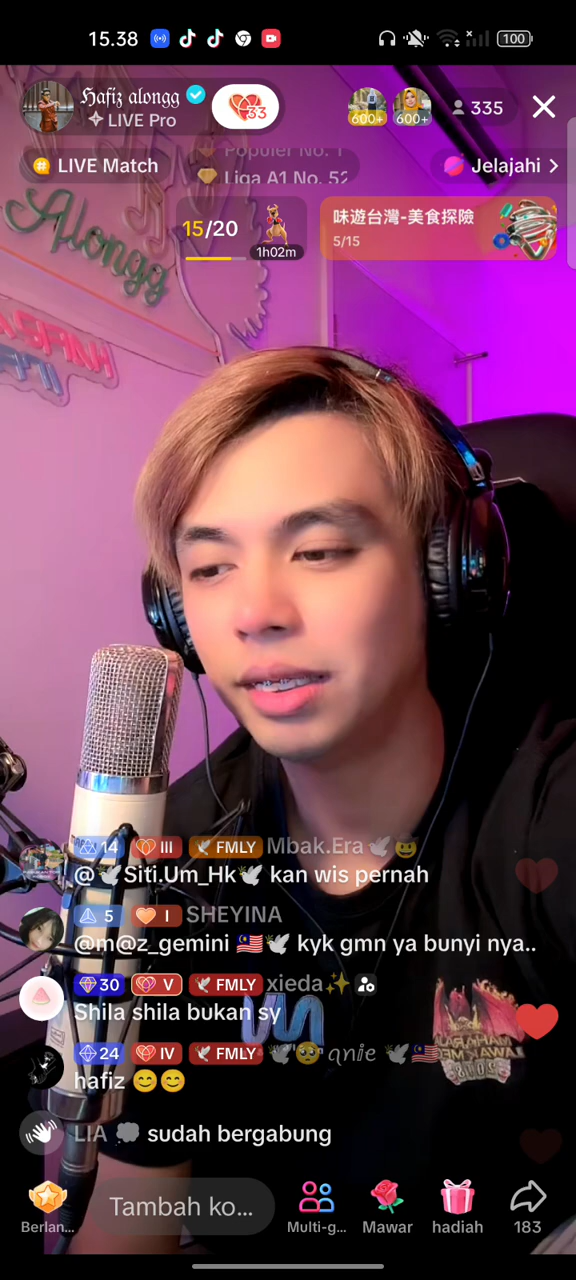 15.38
100
Hafiz alongg
LIVE Pro
33
600+
600+
335
LIVE Match
Populer No. 1
Liga A1 No. 52
Jelajahi
15/20
1h02m
味遊台灣-美食探險
5/15
Alongg
14 III FMLY Mbak.Era
@🕊Siti.Um_Hk🕊 kan wis pernah
5 I SHEYINA
@m@z_gemini 🇲🇾🕊 kyk gmn ya bunyi nya..
30 V FMLY xieda✨
Shila shila bukan sy
24 IV FMLY 🕊🥹ąηιie 🕊🇲🇾
hafiz 😊😊
LIA 💭 sudah bergabung
Berlan...
Tambah ko...
Multi-g...
Mawar
hadiah
183